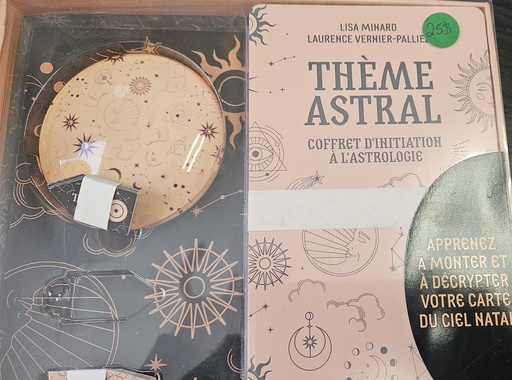 LISA MINARD
LAURENCE VERNIER-PALLIEZ
25$
THÈME
ASTRAL
COFFRET D'INITIATION
À L'ASTROLOGIE
APPRENEZ
À MONTER ET
À DÉCRYPTER
VOTRE CARTE
DU CIEL NATAL